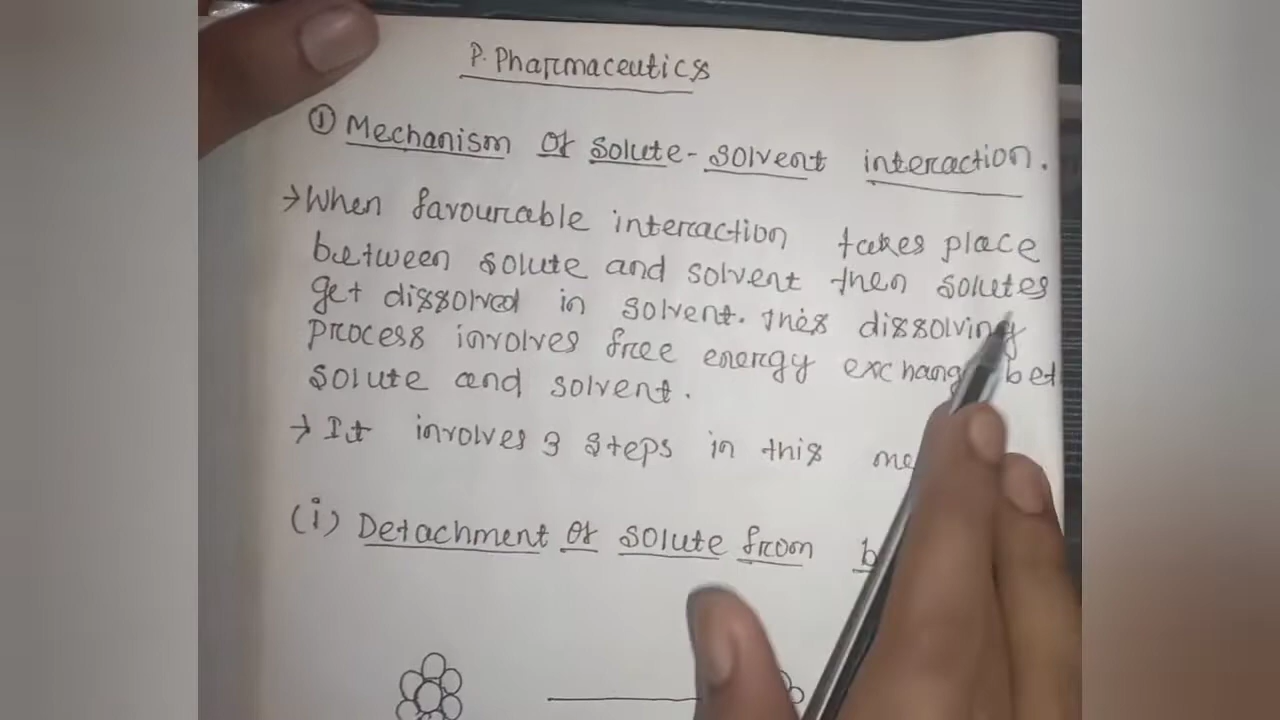 P. Pharmaceutics
① Mechanism of solute-solvent interaction.
→ When favourable interaction takes place
between solute and solvent then solutes
get dissolved in solvent. This dissolving
process involves free energy exchange bet
solute and solvent.
→ It involves 3 steps in this me
(i) Detachment of solute from b